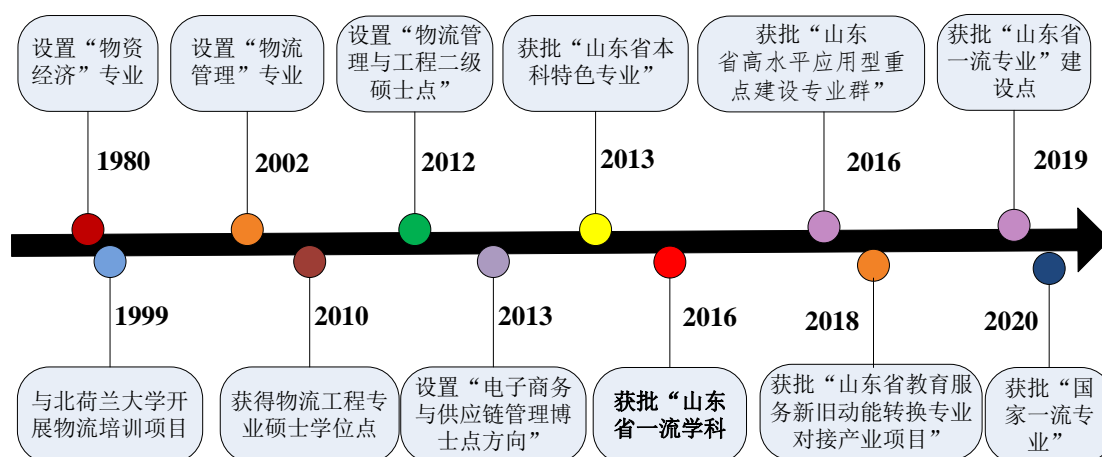 设置“物资
经济”专业
设置“物流
管理”专业
设置“物流管
理与工程二级
硕士点”
获批“山东省本
科特色专业”
获批“山东
省高水平应用型重
点建设专业群”
获批“山东省
一流专业”建
设点
1980
2002
2012
2013
2016
2019
1999
2010
2013
2016
2018
2020
与北荷兰大学开
展物流培训项目
获得物流工程专
业硕士学位点
设置“电子商务
与供应链管理博
士点方向”
获批“山东
省一流学科
获批“山东省教育服
务新旧动能转换专业
对接产业项目”
获批“国
家一流专
业”